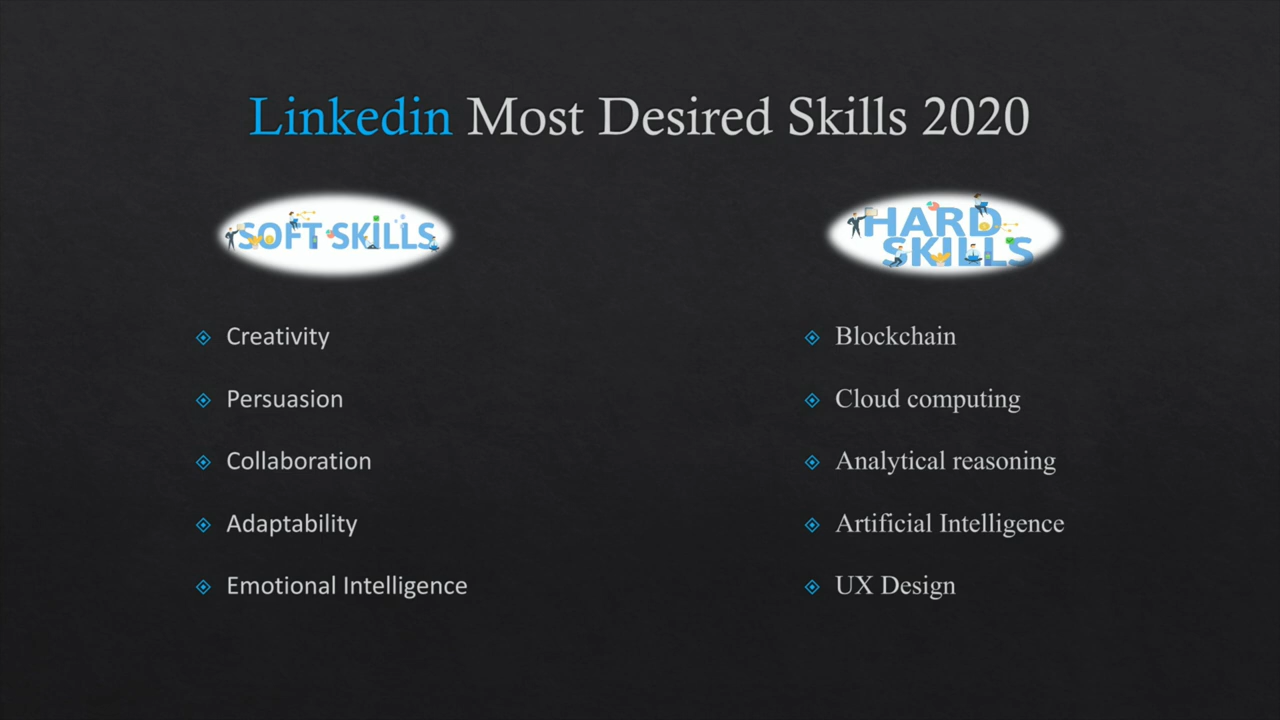 Linkedin Most Desired Skills 2020
SOFT SKILLS
Creativity
Persuasion
Collaboration
Adaptability
Emotional Intelligence
HARD
SKILLS
Blockchain
Cloud computing
Analytical reasoning
Artificial Intelligence
UX Design